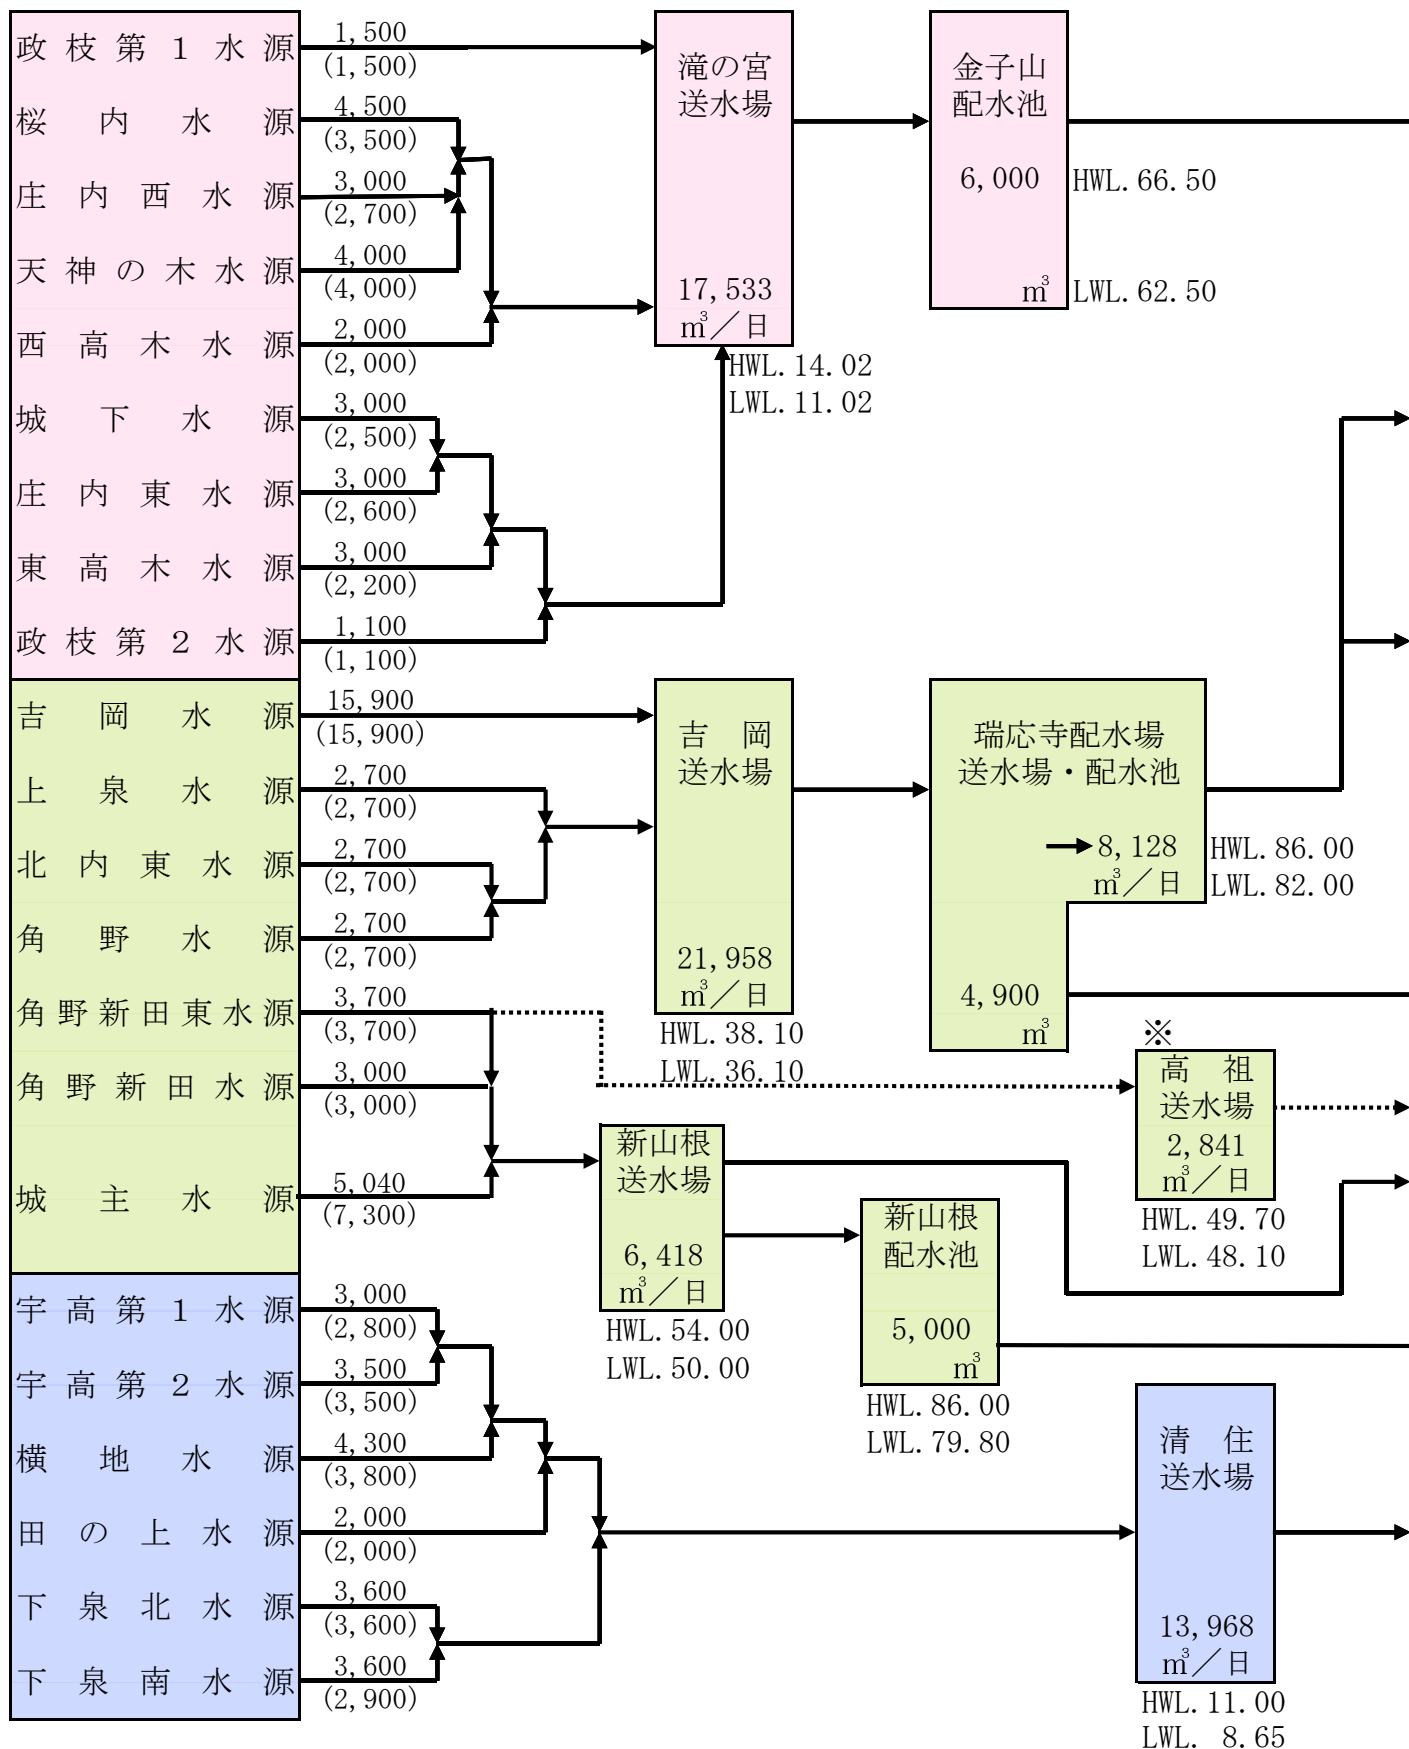 政枝第１水源
1,500
(1,500)
桜内水源
4,500
(3,500)
庄内西水源
3,000
(2,700)
天神の木水源
4,000
(4,000)
西高木水源
2,000
(2,000)
城下水源
3,000
(2,500)
庄内東水源
3,000
(2,600)
東高木水源
3,000
(2,200)
政枝第２水源
1,100
(1,100)
滝の宮
送水場
17,533
㎥／日
HWL.14.02
LWL.11.02
金子山
配水池
6,000
㎥
HWL.66.50
LWL.62.50
吉岡水源
15,900
(15,900)
上泉水源
2,700
(2,700)
北内東水源
2,700
(2,700)
角野水源
2,700
(2,700)
角野新田東水源
3,700
(3,700)
角野新田水源
3,000
(3,000)
城主水源
5,040
(7,300)
吉　岡
送水場
21,958
㎥／日
HWL.38.10
LWL.36.10
瑞応寺配水場
送水場・配水池
8,128
㎥／日
4,900
㎥
HWL.86.00
LWL.82.00
※
高　祖
送水場
2,841
㎥／日
HWL.49.70
LWL.48.10
新山根
送水場
6,418
㎥／日
HWL.54.00
LWL.50.00
新山根
配水池
5,000
㎥
HWL.86.00
LWL.79.80
宇高第１水源
3,000
(2,800)
宇高第２水源
3,500
(3,500)
横地水源
4,300
(3,800)
田の上水源
2,000
(2,000)
下泉北水源
3,600
(3,600)
下泉南水源
3,600
(2,900)
清　住
送水場
13,968
㎥／日
HWL.11.00
LWL. 8.65